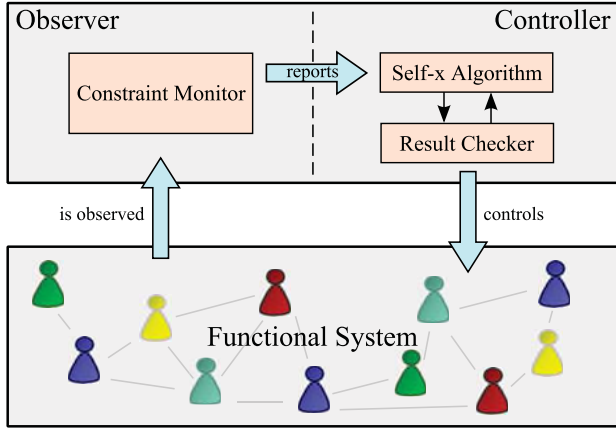 Observer
Controller
Constraint Monitor
reports
Self-x Algorithm
Result Checker
is observed
controls
Functional System